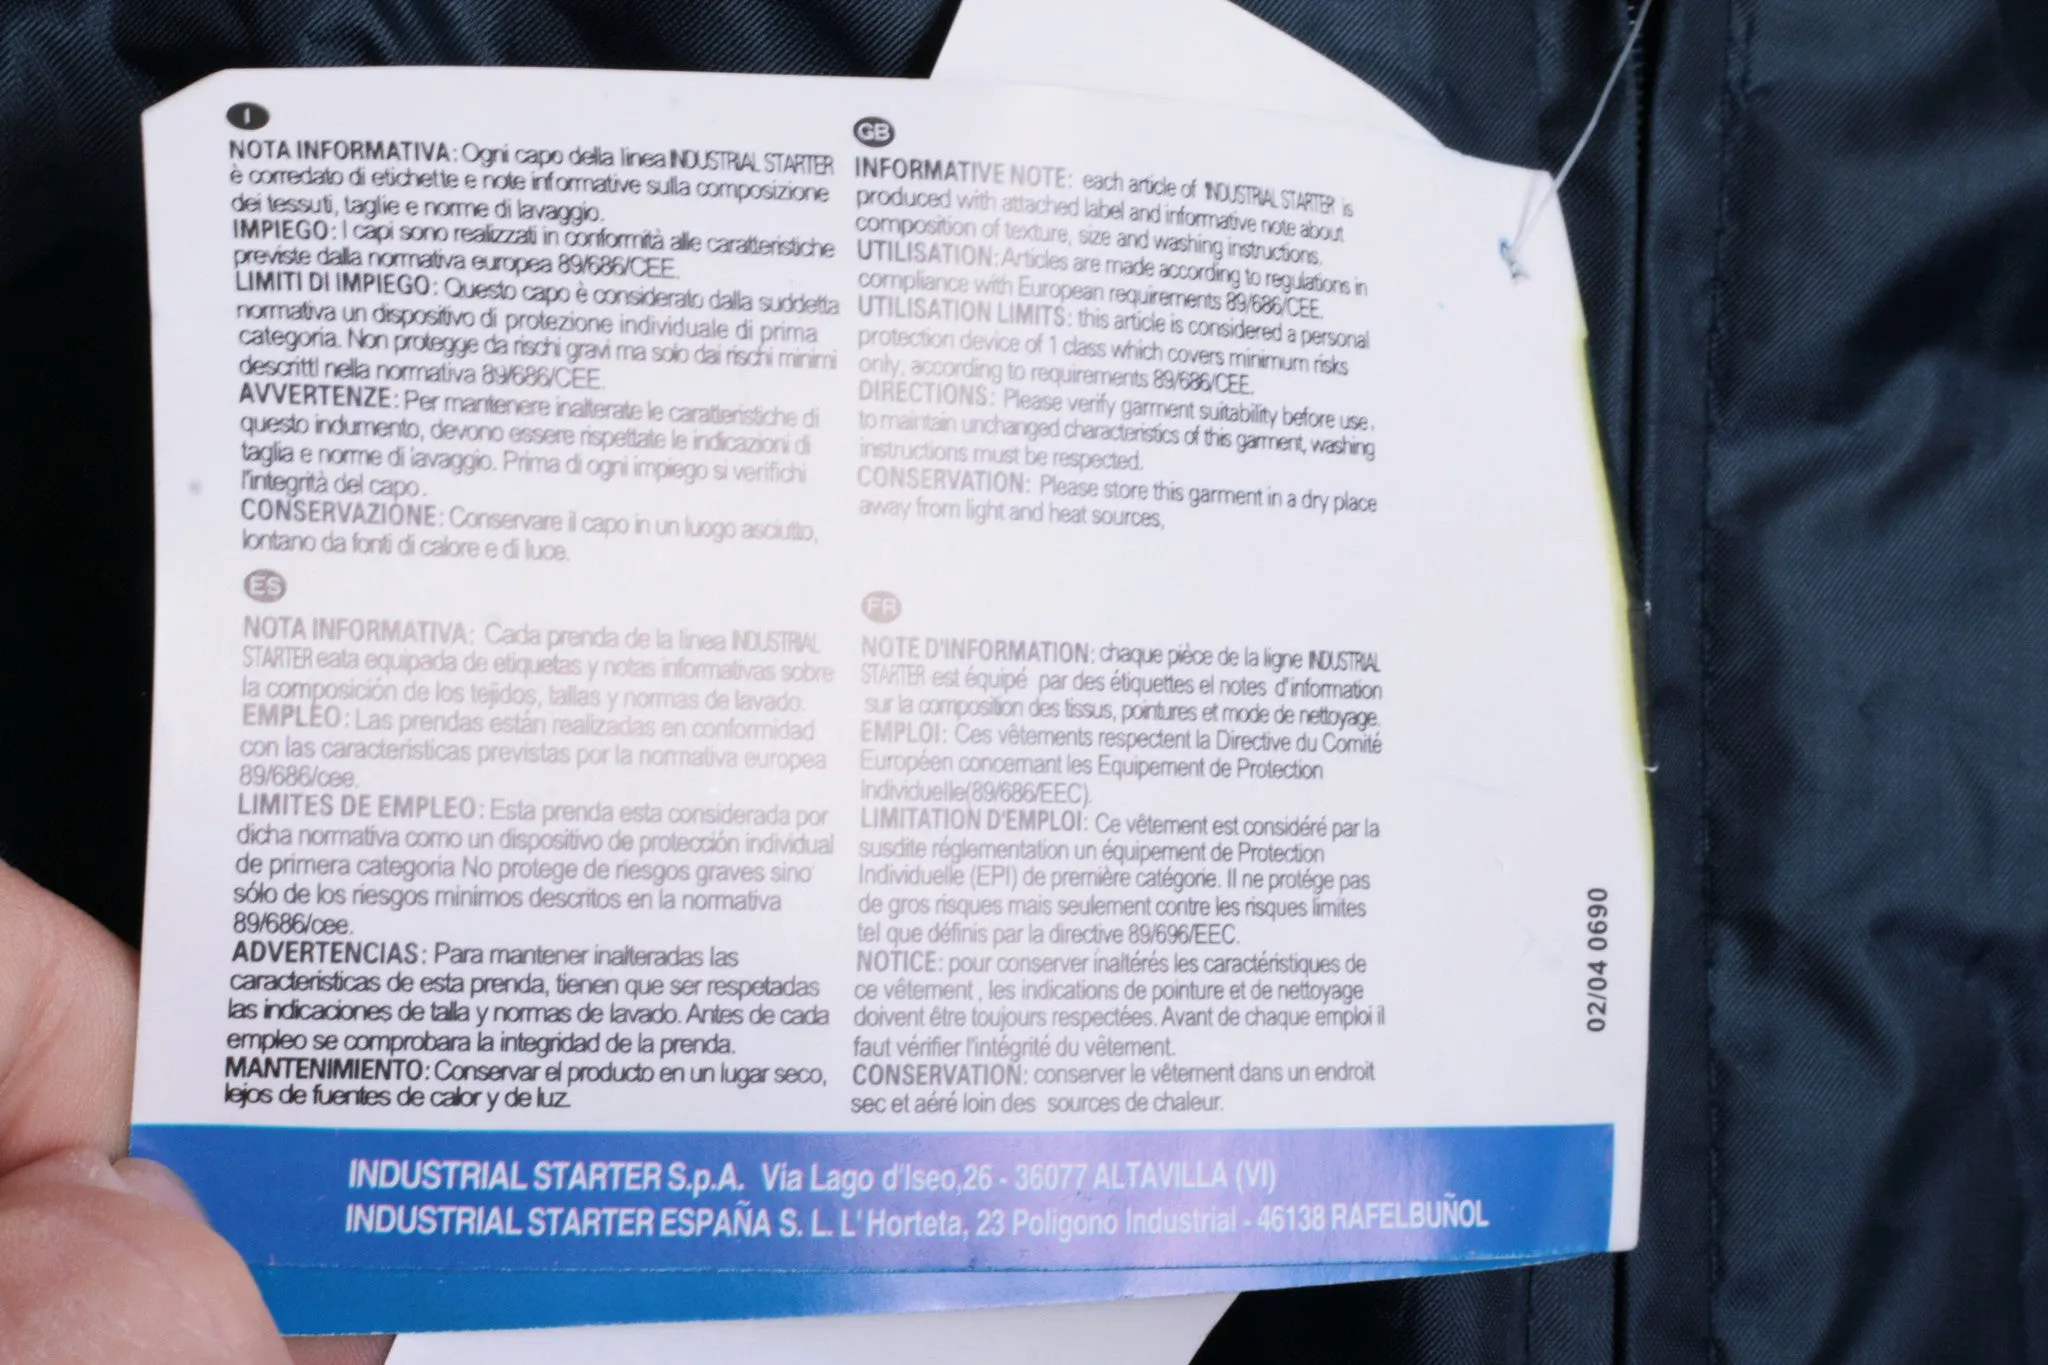 I
NOTA INFORMATIVA: Ogni capo della linea INDUSTRIAL STARTER
è corredato di etichette e note informative sulla composizione
dei tessuti, taglie e norme di lavaggio.
IMPIEGO: I capi sono realizzati in conformità alle caratteristiche
previste dalla normativa europea 89/686/CEE.
LIMITI DI IMPIEGO: Questo capo è considerato dalla suddetta
normativa un dispositivo di protezione individuale di prima
categoria. Non protegge da rischi gravi ma solo dai rischi minimi
descritti nella normativa 89/686/CEE.
AVVERTENZE: Per mantenere inalterate le caratteristiche di
questo indumento, devono essere rispettate le indicazioni di
taglia e norme di lavaggio. Prima di ogni impiego si verifichi
l'integrità del capo.
CONSERVAZIONE: Conservare il capo in un luogo asciutto,
lontano da fonti di calore e di luce.
GB
INFORMATIVE NOTE: each article of INDUSTRIAL STARTER is
produced with attached label and informative note about
composition of texture, size and washing instructions.
UTILISATION: Articles are made according to regulations in
compliance with European requirements 89/686/CEE.
UTILISATION LIMITS: this article is considered a personal
protection device of 1 class which covers minimum risks
only, according to requirements 89/686/CEE.
DIRECTIONS: Please verify garment suitability before use,
to maintain unchanged characteristics of this garment, washing
instructions must be respected.
CONSERVATION: Please store this garment in a dry place
away from light and heat sources,
ES
NOTA INFORMATIVA: Cada prenda de la linea INDUSTRIAL
STARTER eata equipada de etiquetas y notas informativas sobre
la composición de los tejidos, tallas y normas de lavado.
EMPLEO: Las prendas están realizadas en conformidad
con las características previstas por la normativa europea
89/686/cee.
LIMITES DE EMPLEO: Esta prenda esta considerada por
dicha normativa como un dispositivo de protección individual
de primera categoria No protege de riesgos graves sino
sólo de los riesgos minimos descritos en la normativa
89/686/cee.
ADVERTENCIAS: Para mantener inalteradas las
caracteristicas de esta prenda, tienen que ser respetadas
las indicaciones de talla y normas de lavado. Antes de cada
empleo se comprobara la integridad de la prenda.
MANTENIMIENTO: Conservar el producto en un lugar seco,
lejos de fuentes de calor y de luz.
FR
NOTE D'INFORMATION: chaque pièce de la ligne INDUSTRIAL
STARTER est équipé par des étiquettes el notes d'information
sur la composition des tissus, pointures et mode de nettoyage.
EMPLOI: Ces vêtements respectent la Directive du Comité
Européen concernant les Equipement de Protection
Individuelle(89/686/EEC).
LIMITATION D'EMPLOI: Ce vêtement est considéré par la
susdite réglementation un équipement de Protection
Individuelle (EPI) de première catégorie. Il ne protége pas
de gros risques mais seulement contre les risques limites
tel que définis par la directive 89/696/EEC.
NOTICE: pour conserver inaltérés les caractéristiques de
ce vêtement, les indications de pointure et de nettoyage
doivent être toujours respectées. Avant de chaque emploi il
faut vérifier l'intégrité du vêtement.
CONSERVATION: conserver le vêtement dans un endroit
sec et aéré loin des sources de chaleur.
02/04 0690
INDUSTRIAL STARTER S.p.A. Via Lago d'Iseo,26 - 36077 ALTAVILLA (VI)
INDUSTRIAL STARTER ESPAÑA S. L. L' Horteta, 23 Poligono Industrial - 46138 RAFELBUÑOL